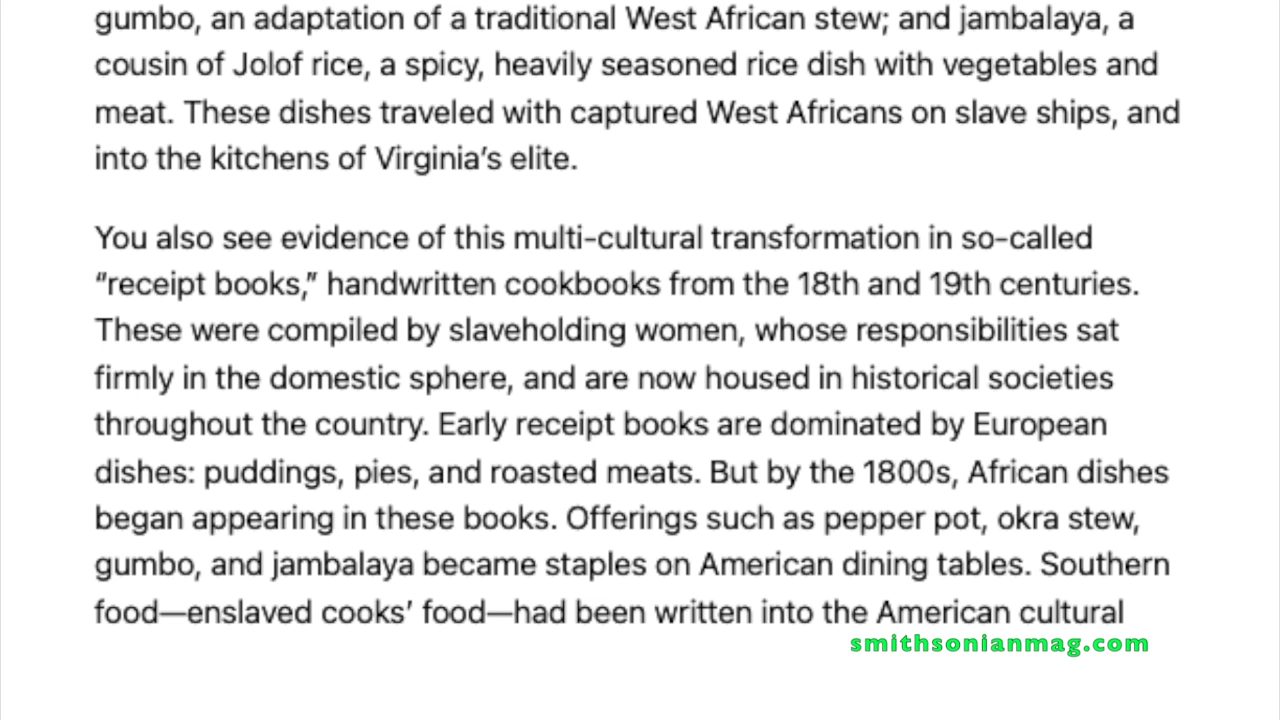 gumbo, an adaptation of a traditional West African stew; and jambalaya, a
cousin of Jolof rice, a spicy, heavily seasoned rice dish with vegetables and
meat. These dishes traveled with captured West Africans on slave ships, and
into the kitchens of Virginia’s elite.
You also see evidence of this multi-cultural transformation in so-called
“receipt books,” handwritten cookbooks from the 18th and 19th centuries.
These were compiled by slaveholding women, whose responsibilities sat
firmly in the domestic sphere, and are now housed in historical societies
throughout the country. Early receipt books are dominated by European
dishes: puddings, pies, and roasted meats. But by the 1800s, African dishes
began appearing in these books. Offerings such as pepper pot, okra stew,
gumbo, and jambalaya became staples on American dining tables. Southern
food—enslaved cooks’ food—had been written into the American cultural
smithsonianmag.com